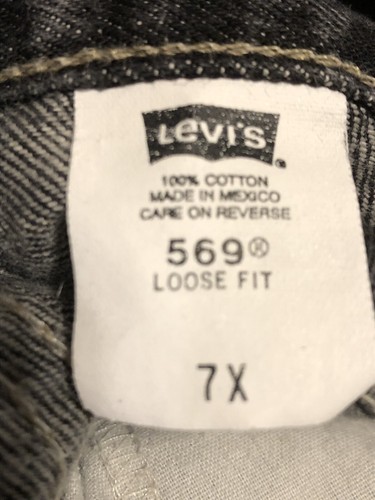 LEVI'S
100% COTTON
MADE IN MEXICO
CARE ON REVERSE
569®
LOOSE FIT
7X